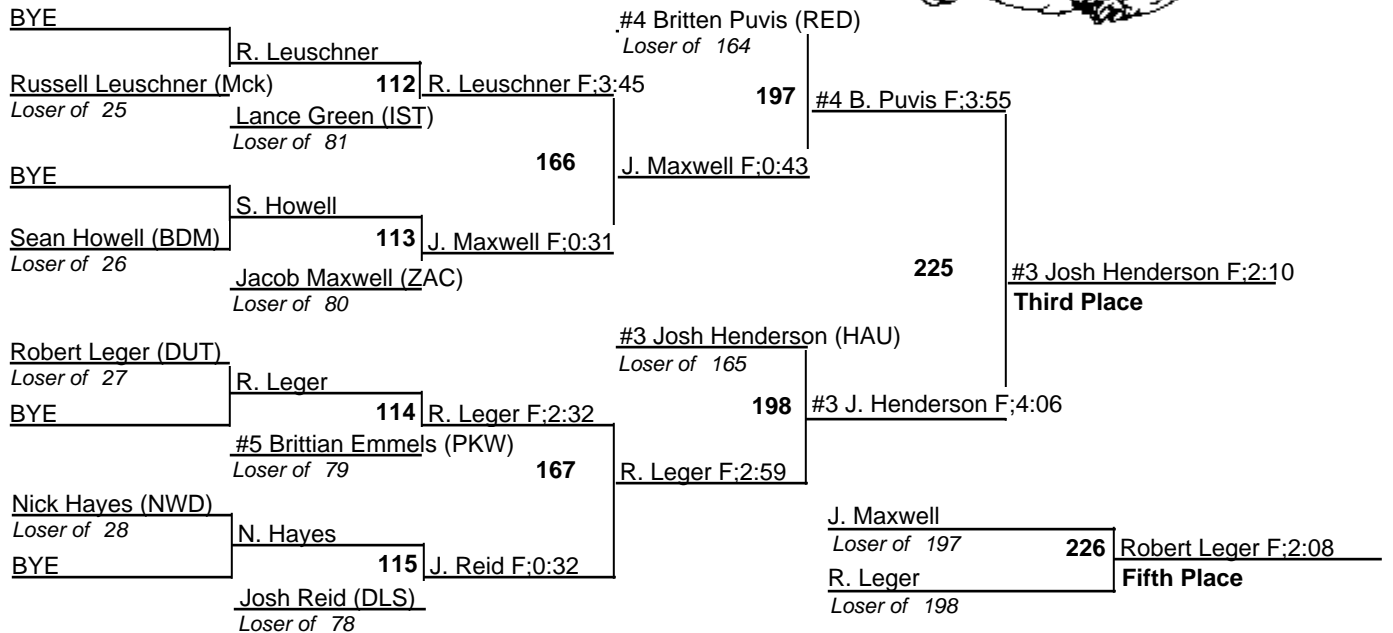 BYE
R. Leuschner
Russell Leuschner (Mck)
Loser of 25
112
R. Leuschner F;3:45
Lance Green (IST)
Loser of 81
166
BYE
S. Howell
Sean Howell (BDM)
Loser of 26
113
J. Maxwell F;0:31
Jacob Maxwell (ZAC)
Loser of 80
#4 Britten Puvis (RED)
Loser of 164
197
#4 B. Puvis F;3:55
J. Maxwell F;0:43
225
#3 Josh Henderson F;2:10
Third Place
Robert Leger (DUT)
Loser of 27
R. Leger
BYE
114
R. Leger F;2:32
#5 Brittian Emmels (PKW)
Loser of 79
167
Nick Hayes (NWD)
Loser of 28
N. Hayes
BYE
115
J. Reid F;0:32
Josh Reid (DLS)
Loser of 78
#3 Josh Henderson (HAU)
Loser of 165
198
#3 J. Henderson F;4:06
R. Leger F;2:59
J. Maxwell
Loser of 197
226
Robert Leger F;2:08
R. Leger
Fifth Place
Loser of 198